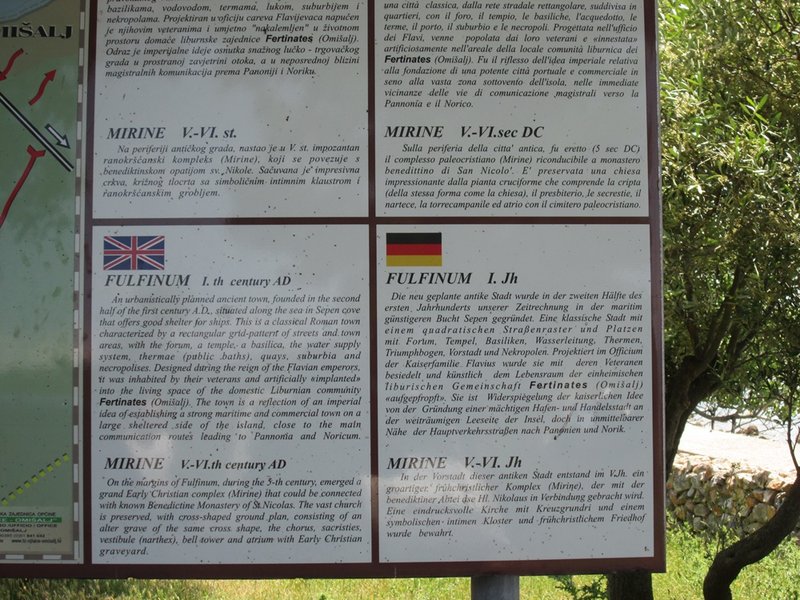 MIŠALJ
bazilikama, vodovodom, termama, lukom, suburbijem i
nekropolama. Projektiran u oficiju careva Flavijevaca napučen
je njihovim veteranima i umjetno "nakalemljen" u životnom
prostoru domaće liburnske zajednice Fertinates (Omišalj).
Odraz je imperijalne ideje osnutka snažnog lučko - trgovačkog
grada u prostranoj zavjetrini otoka, a u neposrednoj blizini
magistralnih komunikacija prema Panoniji i Noriku.
MIRINE V.-VI. st.
Na periferiji antičkog grada, nastao je u V. st. impozantan
ranokršćanski kompleks (Mirine), koji se povezuje s
benediktinskom opatijom sv. Nikole. Sačuvana je impresivna
crkva, križnog tlocrta sa simboličnim intimnim klaustrom i
ranokršćanskim grobljem.
una città classica, dalla rete stradale rettangolare, suddivisa in
quartieri, con il foro, il tempio, le basiliche, l'acquedotto, le
terme, il porto, il suburbio e le necropoli. Progettata nell'ufficio
dei Flavi, venne popolata dai loro veterani e «innestata»
artificiosamente nell'areale della locale comunità liburnica dei
Fertinates (Omišalj). Fu il riflesso dell'idea imperiale relativa
alla fondazione di una potente città portuale e commerciale in
seno alla vasta zona sottovento dell'isola, nelle immediate
vicinanze delle vie di comunicazione magistrali verso la
Pannonia e il Norico.
MIRINE V.-VI.sec DC
Sulla periferia della citta' antica, fu eretto (5 sec DC)
il complesso paleocristiano (Mirine) riconducibile a monastero
benedittino di San Nicolo'. E' preservata una chiesa
impressionante dalla pianta cruciforme che comprende la cripta
(della stessa forma come la chiesa), il presbiterio, le secrestie, il
nartece, la torrecampanile ed atrio con il cimitero paleocristiano.
FULFINUM I. th century AD
An urbanistically planned ancient town, founded in the second
half of the first century A.D., situated along the sea in Sepen cove
that offers good shelter for ships. This is a classical Roman town
characterized by a rectangular grid-pattern of streets and town
areas, with the forum, a temple, a basilica, the water supply
system, thermae (public baths), quays, suburbia and
necropolises. Designed during the reign of the Flavian emperors,
it was inhabited by their veterans and artificially «implanted»
into the living space of the domestic Liburnian community
Fertinates (Omišalj). The town is a reflection of an imperial
idea of establishing a strong maritime and commercial town on a
large sheltered side of the island, close to the main
communication routes leading to Pannonia and Noricum.
MIRINE V.-VI.th century AD
On the margins of Fulfinum, during the 5-th century, emerged a
grand Early Christian complex (Mirine) that could be connected
with known Benedictine Monastery of St.Nicolas. The vast church
is preserved, with cross-shaped ground plan, consisting of an
alter grave of the same cross shape, the chorus, sacristies,
vestibule (narthex), bell tower and atrium with Early Christian
graveyard.
FULFINUM I. Jh
Die neu geplante antike Stadt wurde in der zweiten Hälfte des
ersten Jahrhunderts unserer Zeitrechnung in der maritim
günstigeren Bucht Sepen gegründet. Eine klassische Stadt mit
einem quadratischen Straßenraster und Platzen
mit Forum, Tempel, Basiliken, Wasserleitung, Thermen,
Triumphbogen, Vorstadt und Nekropolen. Projektiert im Officium
der Kaiserfamilie Flavius wurde sie mit deren Veteranen
besiedelt und künstlich dem Lebensraum der einheimischen
liburischen Gemeinschaft Fertinates (Omišalj)
«aufgepfropft». Sie ist Widerspiegelung der kaiserlichen Idee
von der Gründung einer mächtigen Hafen- und Handelsstadt an
der weiträumigen Leeseite der Insel, doch in unmittelbarer
Nähe der Hauptverkehrsstraßen nach Panonien und Norik.
MIRINE V.-VI. Jh
In der Vorstadt dieser antiken Stadt entstand im V.Jh. ein
groartiger, frühchristlicher Komplex (Mirine), der mit der
benediktiner Abtei des Hl. Nikolaus in Verbindung gebracht wird.
Eine eindrucksvolle Kirche mit Kreuzgrundri und einem
symbolischen- intimen Kloster und frühchristlichem Friedhof
wurde bewahrt.
ZAJEDNICA OPĆINE
OMIŠALJ